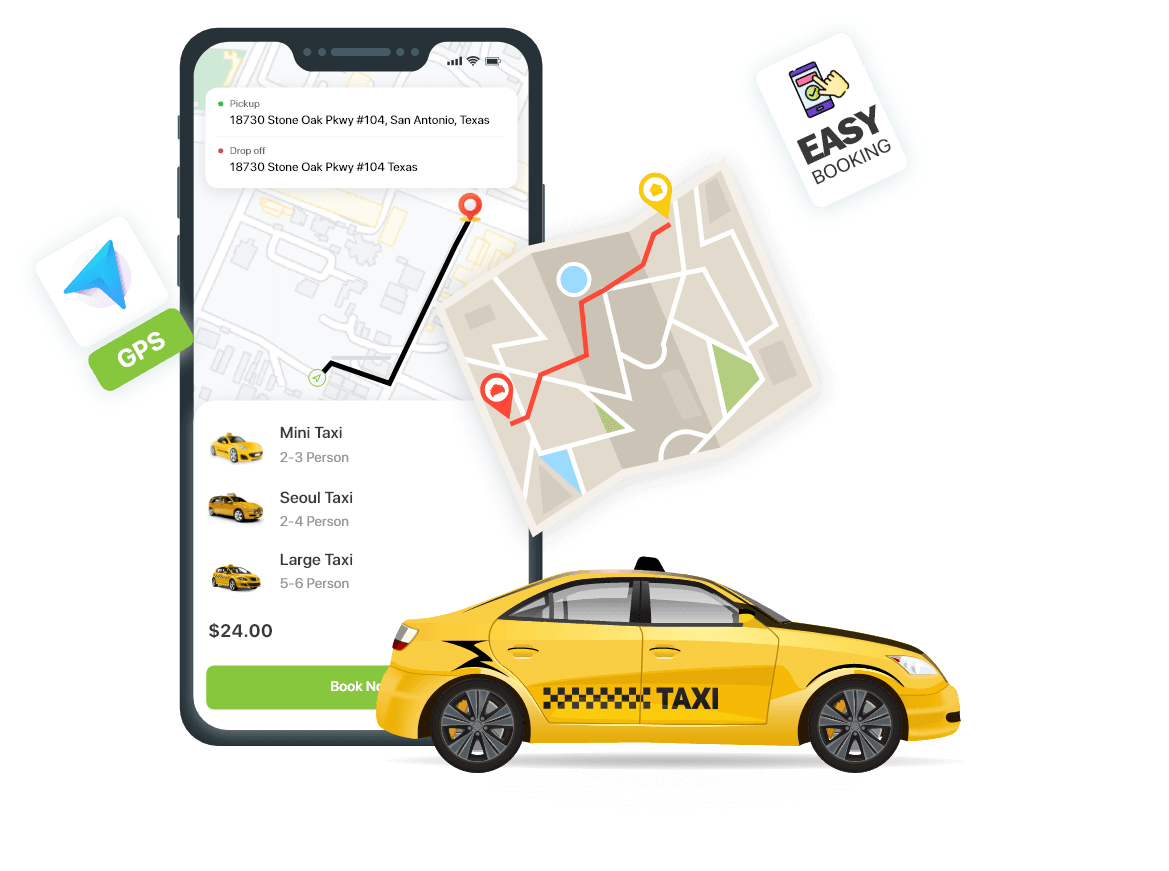 Pickup
18730 Stone Oak Pkwy #104, San Antonio, Texas
Drop off
18730 Stone Oak Pkwy #104 Texas
EASY
BOOKING
GPS
Mini Taxi
2-3 Person
Seoul Taxi
2-4 Person
Large Taxi
5-6 Person
$24.00
Book No
TAXI